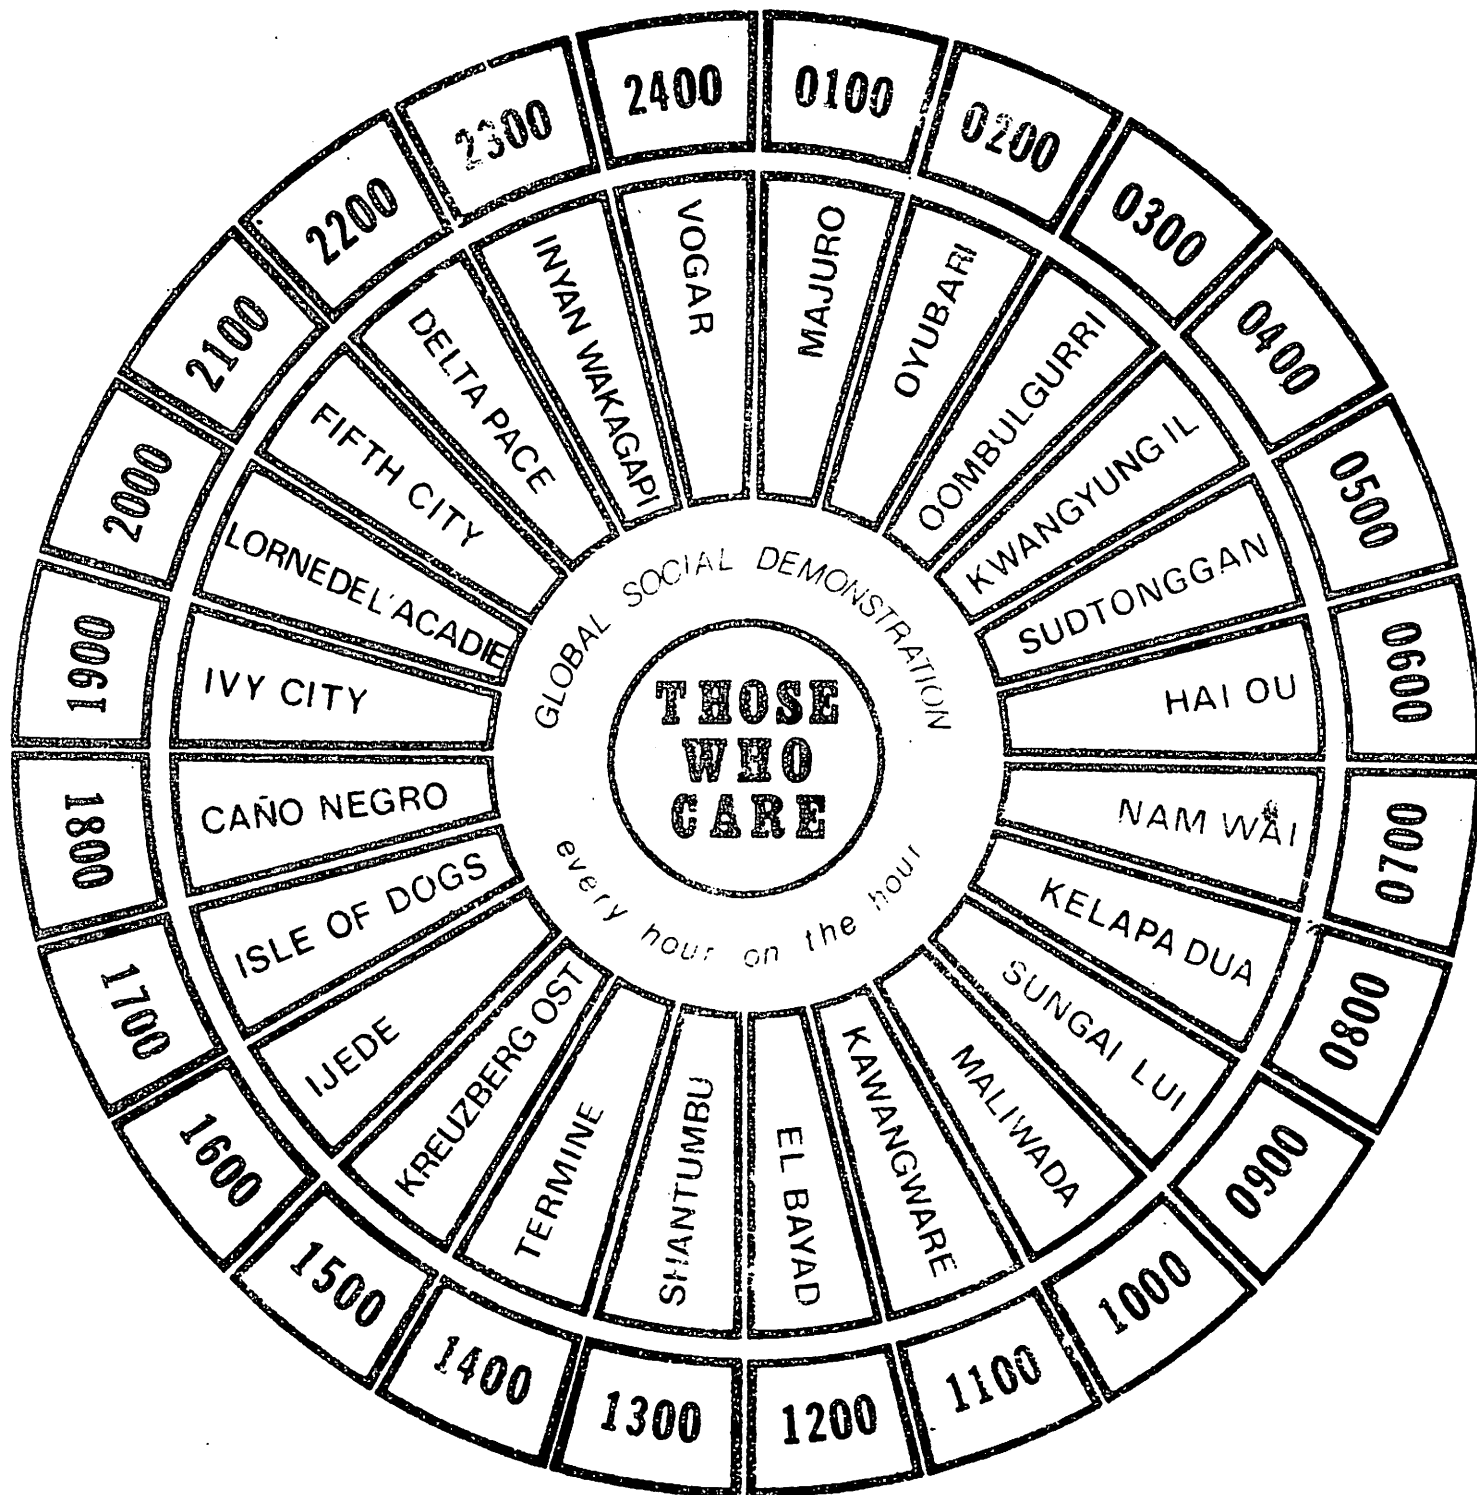 0100
0200
0300
0400
0500
0600
0700
0800
0900
1000
1100
1200
1300
1400
1500
1600
1700
1800
1900
2000
2100
2200
2300
2400
MAJURO
OYUBARI
OOMBULGURRI
KWANGYUNG IL
SUDTONGGAN
HAI OU
NAM WAI
KELAPA DUA
SUNGAI LUI
MALIWADA
KAWANGWARE
EL BAYAD
SHANTUMBU
TERMINE
KREUZBERG OST
IJEDE
ISLE OF DOGS
CAÑO NEGRO
IVY CITY
LORNEDEL'ACADIE
FIFTH CITY
DELTA PACE
INYAN WAKAGAPI
VOGAR
GLOBAL SOCIAL DEMONSTRATION
THOSE
WHO
CARE
every hour on the hour